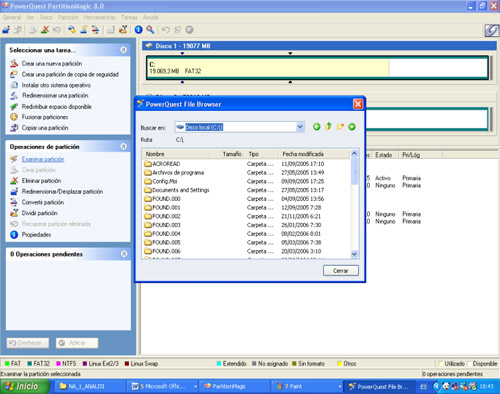 PowerQuest PartitionMagic 8.0
General Ver Disco Partición Herramientas Tareas Ayuda
Seleccionar una tarea...
Crear una nueva partición
Crear una partición de copia de seguridad
Instalar otro sistema operativo
Redimensionar una partición
Redistribuir espacio disponible
Fusionar particiones
Copiar una partición
Operaciones de partición
Examinar partición
Crear partición
Eliminar partición
Redimensionar/Desplazar partición
Convertir partición
Dividir partición
Recuperar partición eliminada
Propiedades
0 Operaciones pendientes
Deshacer...
Aplicar
Disco 1 - 19077 MB
C:
19.069,3 MB FAT32
Estado Pri/Lóg
Activo Primaria
Ninguno Primaria
Ninguno Primaria
Ninguno Primaria
PowerQuest File Browser
Buscar en: Disco local (C:\)
Ruta C:\
Nombre Tamaño Tipo Fecha modificada
ACROREAD Carpeta ... 11/09/2005 17:10
Archivos de programa Carpeta ... 27/05/2005 13:49
Config.Msi Carpeta ... 27/05/2005 17:11
Documents and Settings Carpeta ... 27/05/2005 13:17
FOUND.000 Carpeta ... 04/09/2005 13:56
FOUND.001 Carpeta ... 12/09/2005 7:28
FOUND.002 Carpeta ... 21/11/2005 6:21
FOUND.003 Carpeta ... 26/01/2006 7:30
FOUND.004 Carpeta ... 08/02/2006 8:01
FOUND.005 Carpeta ... 05/03/2006 7:38
FOUND.006 Carpeta ... 20/03/2006 3:10
Cerrar
FAT FAT32 NTFS Linux Ext2/3 Linux Swap Extendido No asignado Sin formato Otros Utilizado Disponible
Examinar la partición seleccionada
0 operaciones pendientes
Inicio
NA_1_ANALISI
5 Microsoft Offic...
PartitionMagic
7 Paint
PowerQuest File Br...
ES
18:43